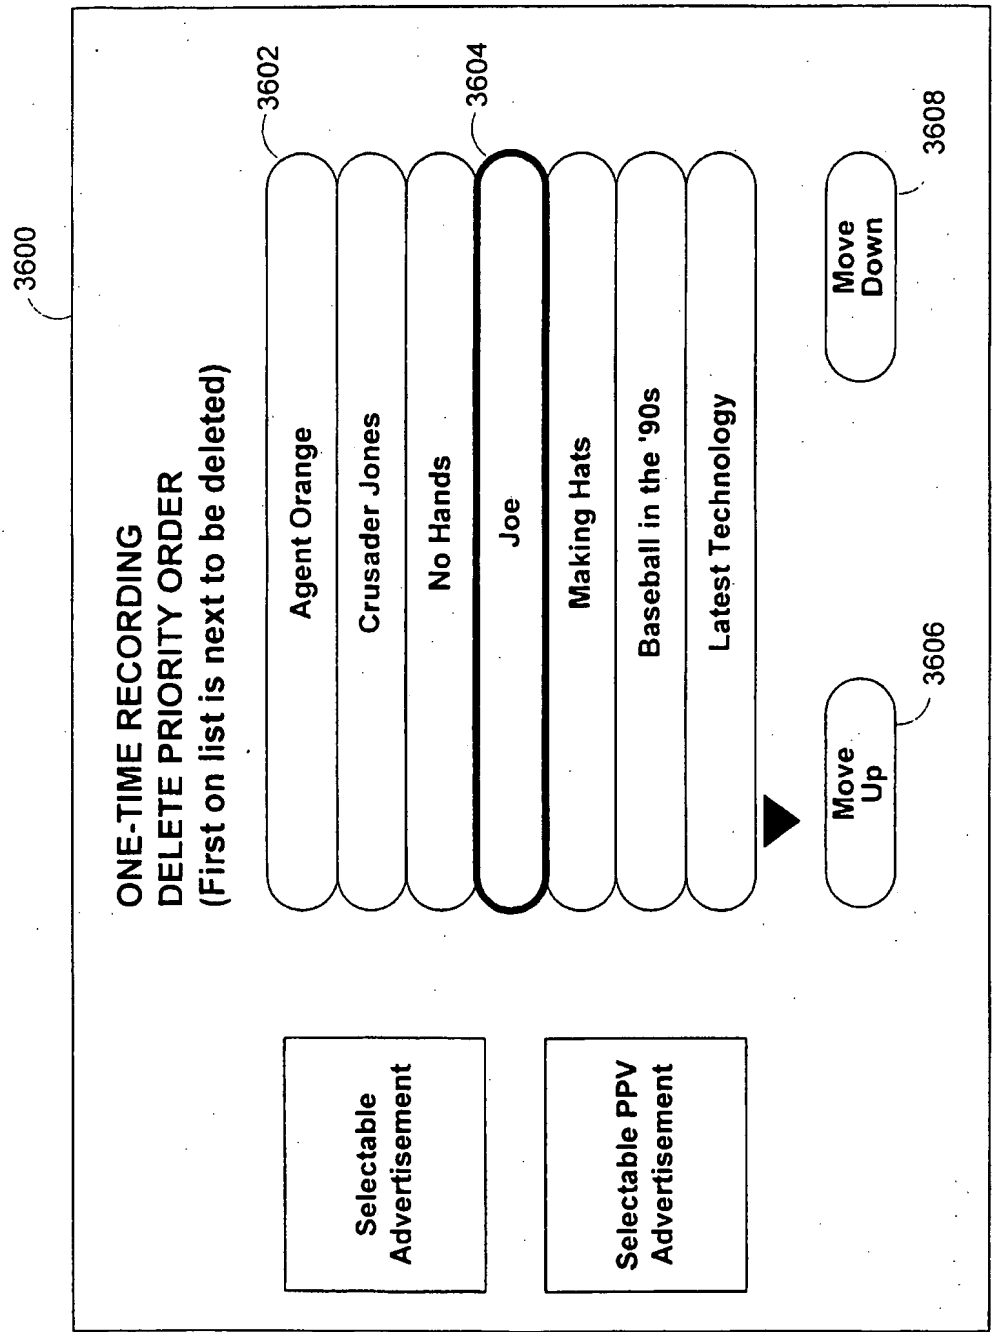 3600
ONE-TIME RECORDING
DELETE PRIORITY ORDER
(First on list is next to be deleted)
Selectable
Advertisement
Selectable PPV
Advertisement
3602
Agent Orange
Crusader Jones
No Hands
3604
Joe
Making Hats
Baseball in the '90s
Latest Technology
Move
Up
3606
Move
Down
3608